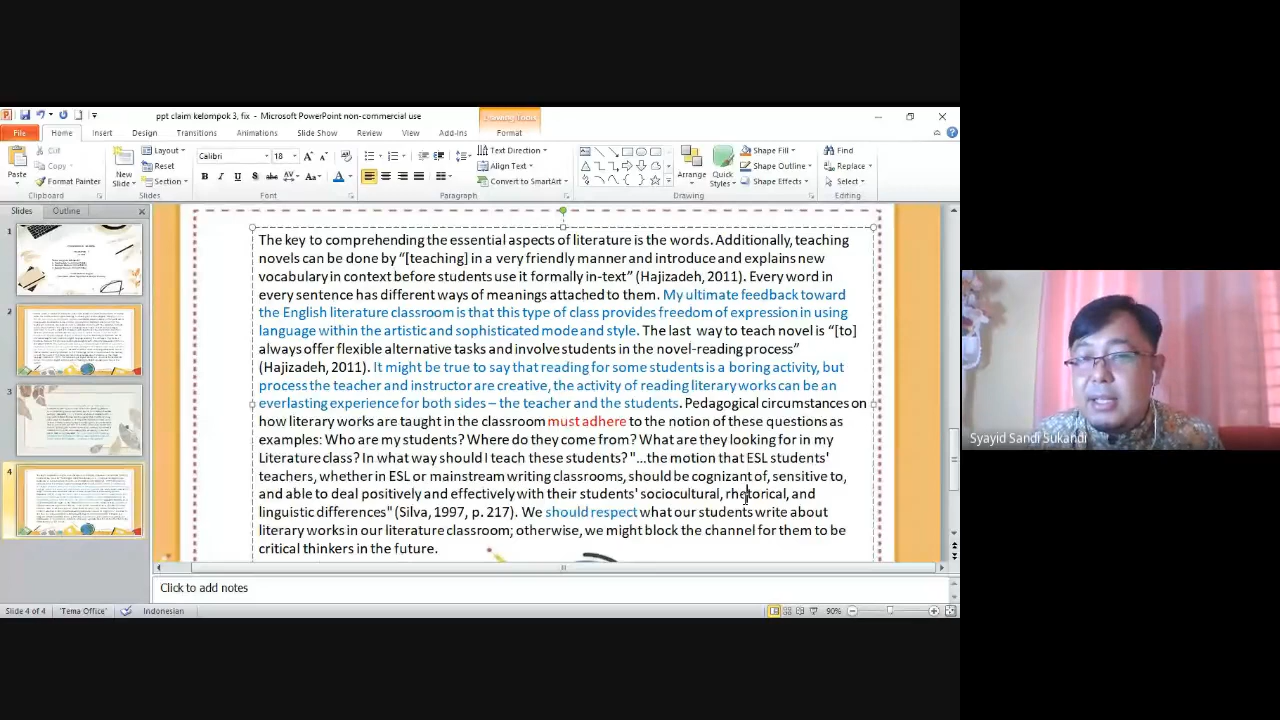 ppt claim kelompok 3, fix - Microsoft PowerPoint non-commercial use
Drawing Tools
File Home Insert Design Transitions Animations Slide Show Review View Add-Ins Format
Paste
Cut
Copy
Format Painter
Clipboard
New Slide
Layout
Reset
Section
Slides
Calibri 18
Font
Text Direction
Align Text
Convert to SmartArt
Paragraph
Arrange
Quick Styles
Shape Fill
Shape Outline
Shape Effects
Drawing
Find
Replace
Select
Editing
Slides Outline
1
2
3
4
The key to comprehending the essential aspects of literature is the words. Additionally, teaching
novels can be done by “[teaching] in a very friendly manner and introduce and explain new
vocabulary in context before students use it formally in-text” (Hajizadeh, 2011). Every word in
every sentence has different ways of meanings attached to them. My ultimate feedback toward
the English literature classroom is that this type of class provides freedom of expression in using
language within the artistic and sophisticated mode and style. The last way to teach novel is “[to]
always offer flexible alternative tasks to involve students in the novel-reading process”
(Hajizadeh, 2011). It might be true to say that reading for some students is a boring activity, but
process the teacher and instructor are creative, the activity of reading literary works can be an
everlasting experience for both sides – the teacher and the students. Pedagogical circumstances on
how literary works are taught in the classroom must adhere to the notion of these questions as
examples: Who are my students? Where do they come from? What are they looking for in my
Literature class? In what way should I teach these students? "...the motion that ESL students'
teachers, whether in ESL or mainstream writing classrooms, should be cognizant of, sensitive to,
and able to deal positively and effectively with their students' sociocultural, rhetorical, and
linguistic differences" (Silva, 1997, p. 217). We should respect what our students write about
literary works in our literature classroom; otherwise, we might block the channel for them to be
critical thinkers in the future.
Click to add notes
Slide 4 of 4 "Tema Office" Indonesian 90%
Syayid Sandi Sukandi